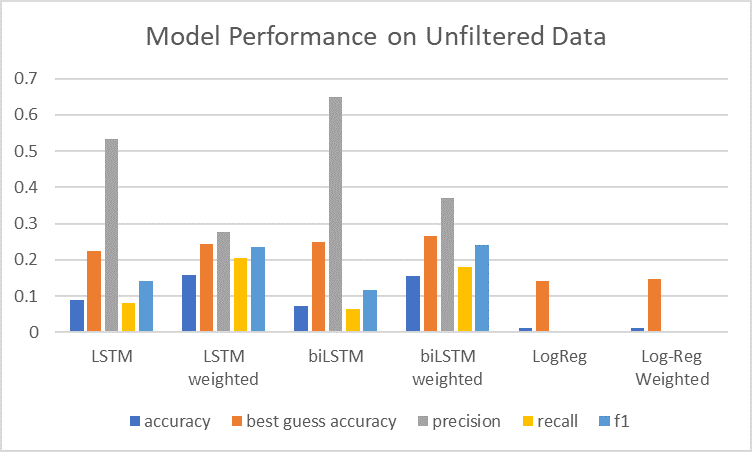 Model Performance on Unfiltered Data
0.7
0.6
0.5
0.4
0.3
0.2
0.1
0
LSTM
LSTM
weighted
biLSTM
biLSTM
weighted
LogReg
Log-Reg
Weighted
accuracy
best guess accuracy
precision
recall
f1